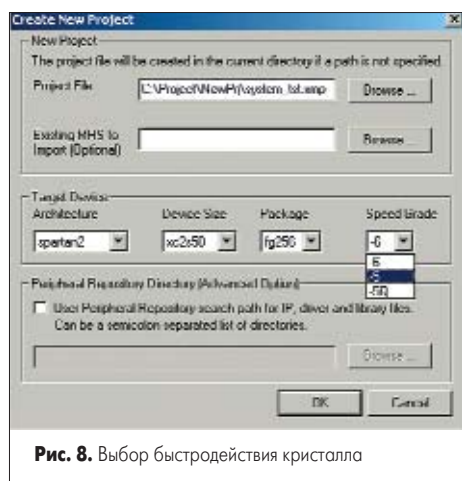 Create New Project
New Project
The project file will be created in the current directory if a path is not specified.
Project File
C:\Project\NewPrj\system_tst.xmp
Browse ...
Existing MHS to
Import (Optional)
Browse ...
Target Device
Architecture Device Size Package Speed Grade
spartan2 xc2s50 fg256 -6
-6
-5
-5Q
Peripheral Repository Directory (Advanced Option)
User Peripheral Repository search path for IP, driver and library files.
Can be a semicolon separated list of directories.
Browse ...
OK Cancel
Рис. 8. Выбор быстродействия кристалла